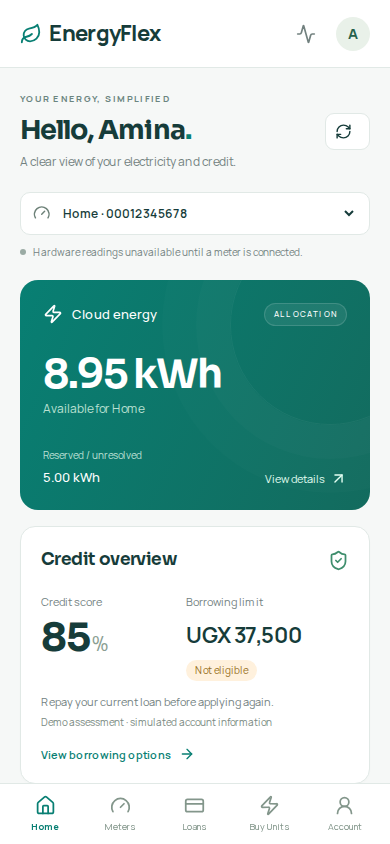 EnergyFlex
A
YOUR ENERGY, SIMPLIFIED
Hello, Amina.
A clear view of your electricity and credit.
Home · 00012345678
Hardware readings unavailable until a meter is connected.
Cloud energy
ALLOCATION
8.95 kWh
Available for Home
Reserved / unresolved
5.00 kWh
View details
Credit overview
Credit score
Borrowing limit
85%
UGX 37,500
Not eligible
Repay your current loan before applying again.
Demo assessment · simulated account information
View borrowing options
Home
Meters
Loans
Buy Units
Account